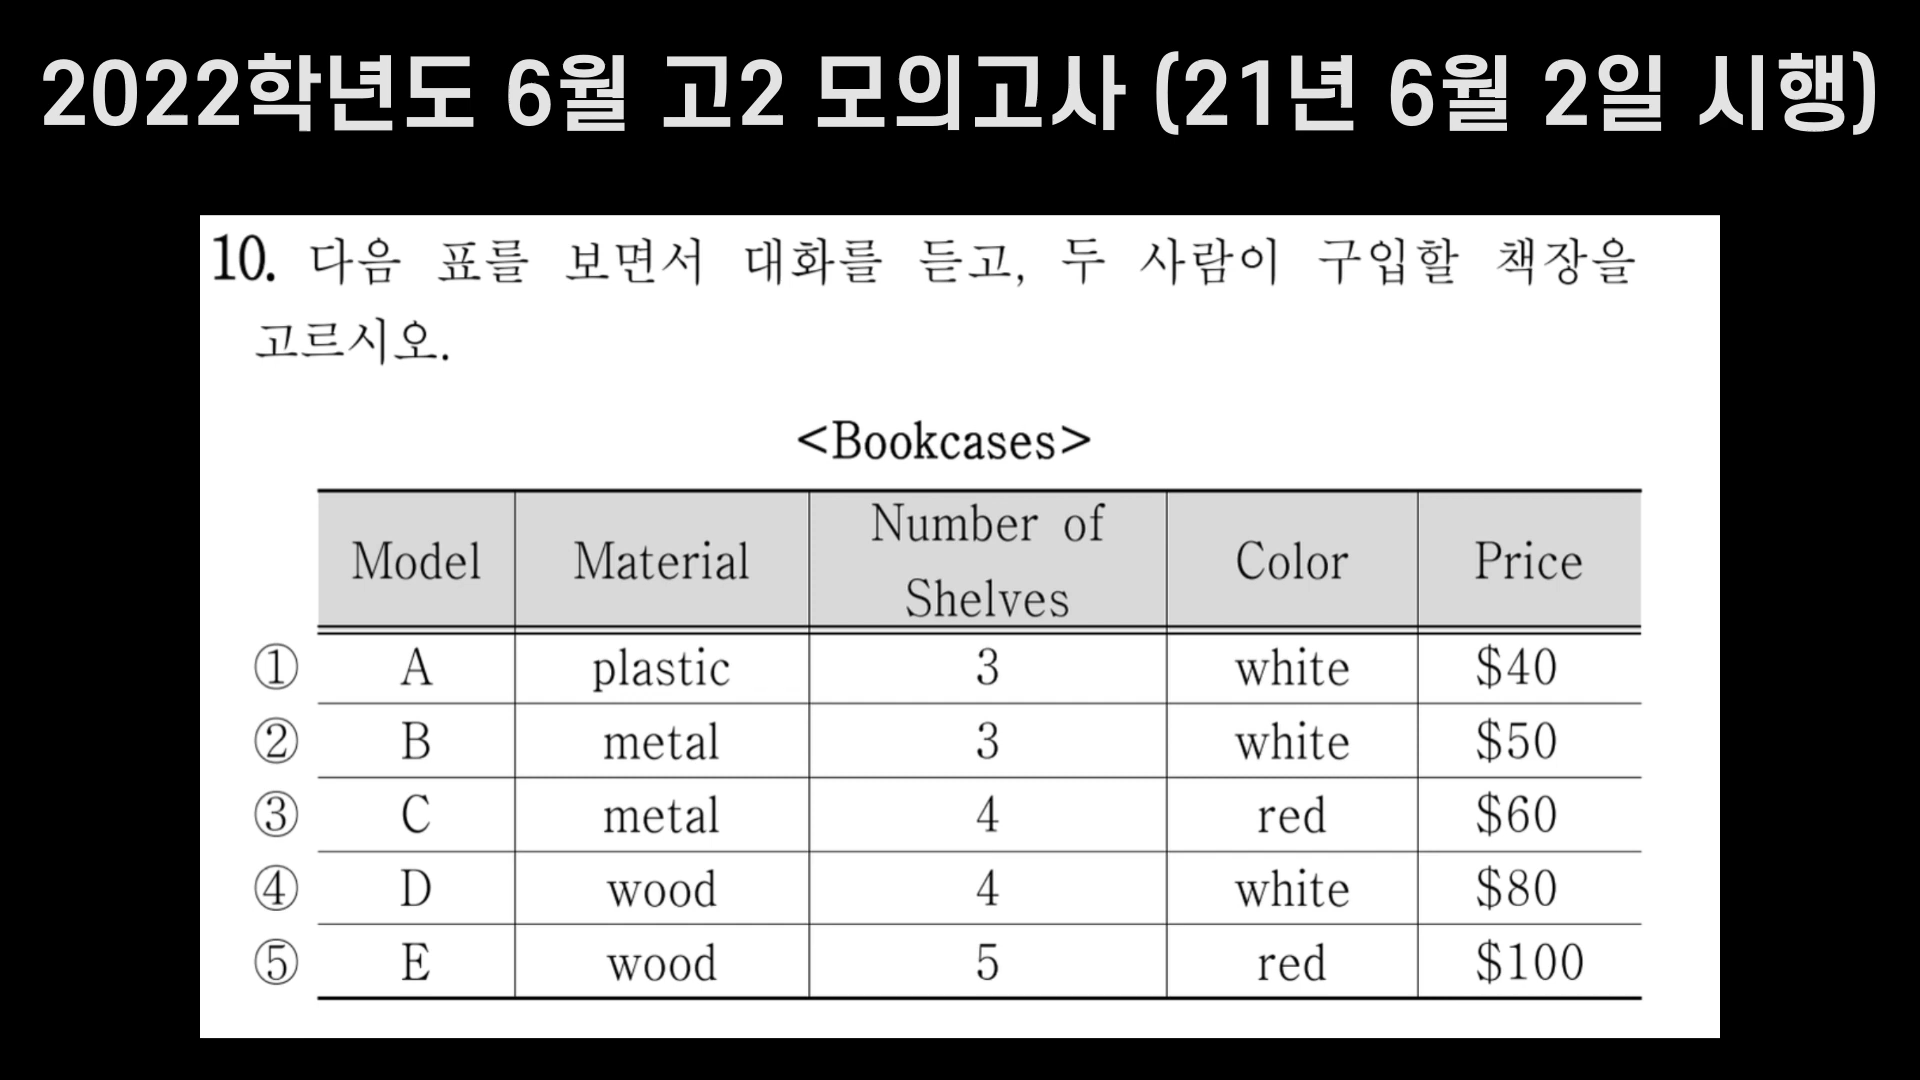 2022학년도 6월 고2 모의고사 (21년 6월 2일 시행)
10. 다음 표를 보면서 대화를 듣고, 두 사람이 구입할 책장을
고르시오.
<Bookcases>
Model Material Number of Shelves Color Price
① A plastic 3 white $40
② B metal 3 white $50
③ C metal 4 red $60
④ D wood 4 white $80
⑤ E wood 5 red $100